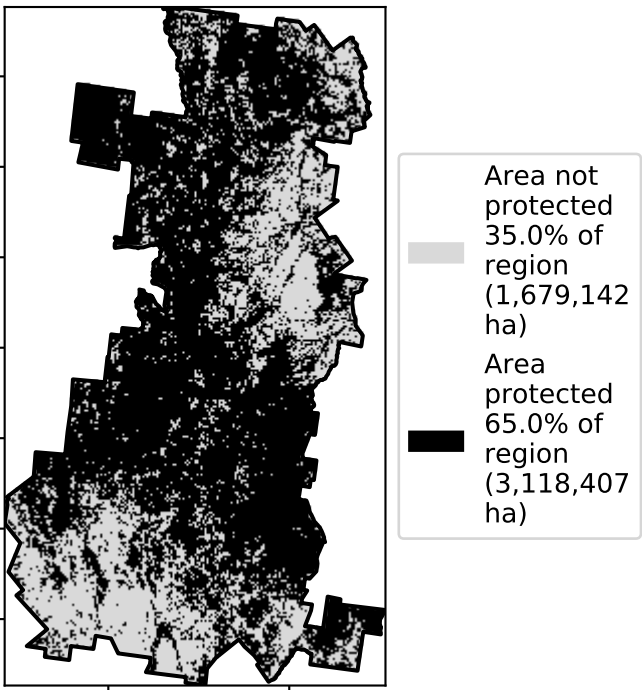 Area not
protected
35.0% of
region
(1,679,142
ha)
Area
protected
65.0% of
region
(3,118,407
ha)